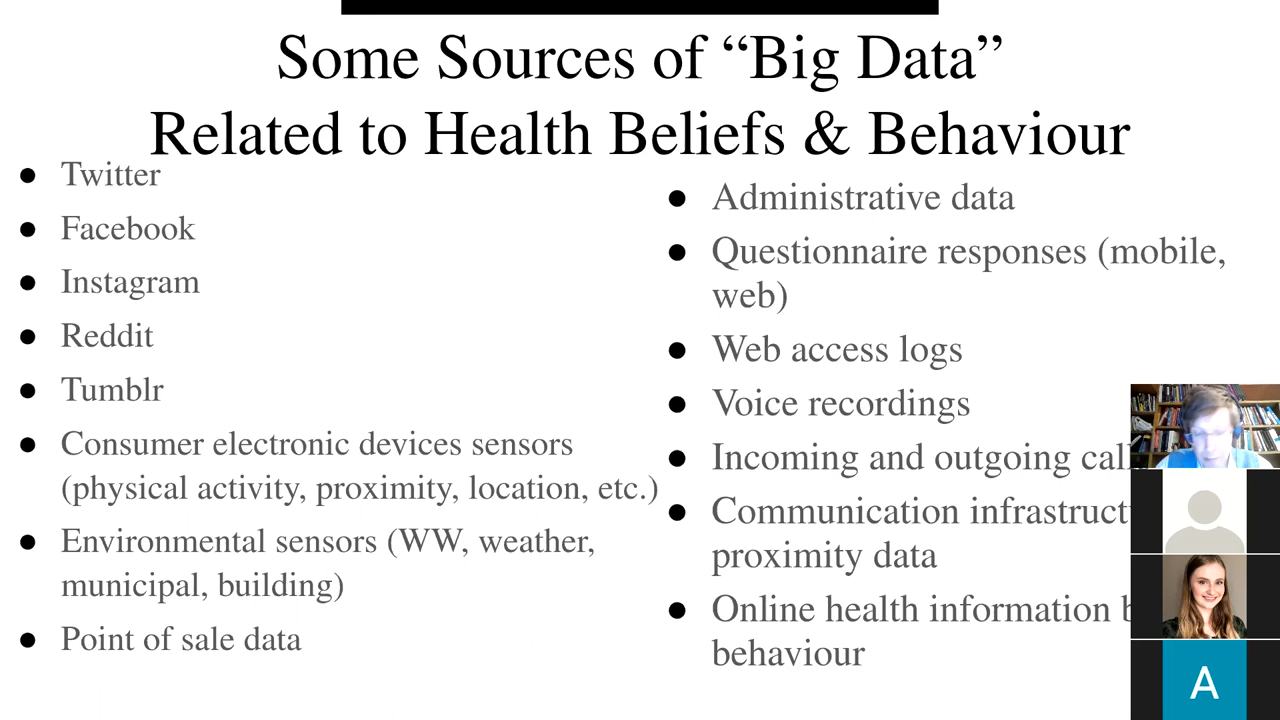 Some Sources of “Big Data”
Related to Health Beliefs & Behaviour
● Twitter
● Facebook
● Instagram
● Reddit
● Tumblr
● Consumer electronic devices sensors
(physical activity, proximity, location, etc.)
● Environmental sensors (WW, weather,
municipal, building)
● Point of sale data
● Administrative data
● Questionnaire responses (mobile,
web)
● Web access logs
● Voice recordings
● Incoming and outgoing
● Communication
proximity data
● Online health information
behaviour
A